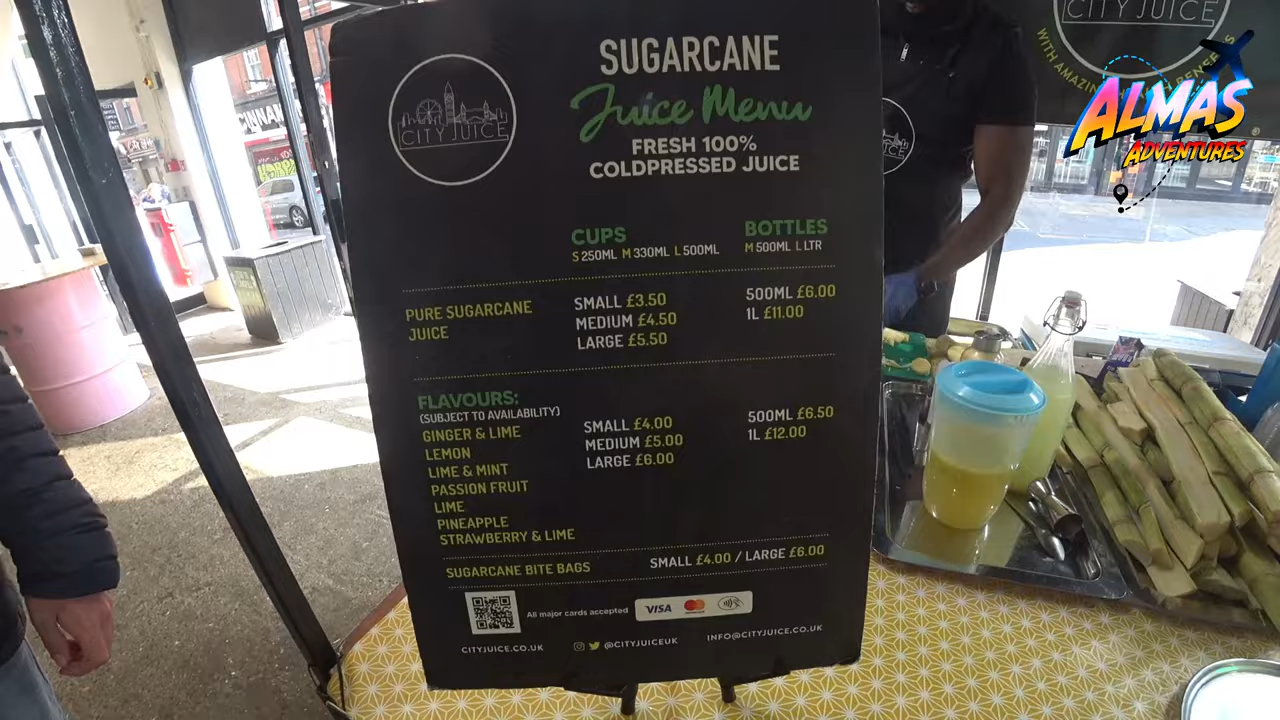 SUGARCANE
Juice Menu
FRESH 100%
COLDPRESSED JUICE
CITY JUICE
CUPS
S 250ML M 330ML L 500ML
BOTTLES
M 500ML L LTR
PURE SUGARCANE
JUICE
SMALL £3.50
MEDIUM £4.50
LARGE £5.50
500ML £6.00
1L £11.00
FLAVOURS:
(SUBJECT TO AVAILABILITY)
GINGER & LIME
LEMON
LIME & MINT
PASSION FRUIT
LIME
PINEAPPLE
STRAWBERRY & LIME
SMALL £4.00
MEDIUM £5.00
LARGE £6.00
500ML £6.50
1L £12.00
SUGARCANE BITE BAGS
SMALL £4.00 / LARGE £6.00
All major cards accepted
VISA
mastercard
CITYJUICE.CO.UK
@CITYJUICEUK
INFO@CITYJUICE.CO.UK
CITY JUICE
WITH AMAZING
ALMAS
ADVENTURES